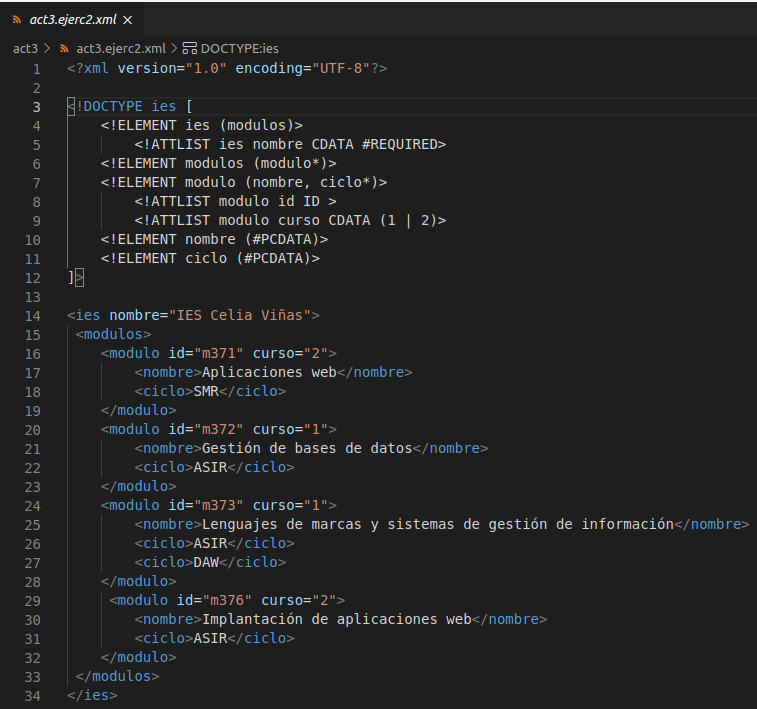 act3.ejerc2.xml ×
act3 > act3.ejerc2.xml > DOCTYPE:ies
1 <?xml version="1.0" encoding="UTF-8"?>
2
3 <!DOCTYPE ies [
4 <!ELEMENT ies (modulos)>
5 <!ATTLIST ies nombre CDATA #REQUIRED>
6 <!ELEMENT modulos (modulo*)>
7 <!ELEMENT modulo (nombre, ciclo*)>
8 <!ATTLIST modulo id ID >
9 <!ATTLIST modulo curso CDATA (1 | 2)>
10 <!ELEMENT nombre (#PCDATA)>
11 <!ELEMENT ciclo (#PCDATA)>
12 ]>
13
14 <ies nombre="IES Celia Viñas">
15 <modulos>
16 <modulo id="m371" curso="2">
17 <nombre>Aplicaciones web</nombre>
18 <ciclo>SMR</ciclo>
19 </modulo>
20 <modulo id="m372" curso="1">
21 <nombre>Gestión de bases de datos</nombre>
22 <ciclo>ASIR</ciclo>
23 </modulo>
24 <modulo id="m373" curso="1">
25 <nombre>Lenguajes de marcas y sistemas de gestión de información</nombre>
26 <ciclo>ASIR</ciclo>
27 <ciclo>DAW</ciclo>
28 </modulo>
29 <modulo id="m376" curso="2">
30 <nombre>Implantación de aplicaciones web</nombre>
31 <ciclo>ASIR</ciclo>
32 </modulo>
33 </modulos>
34 </ies>